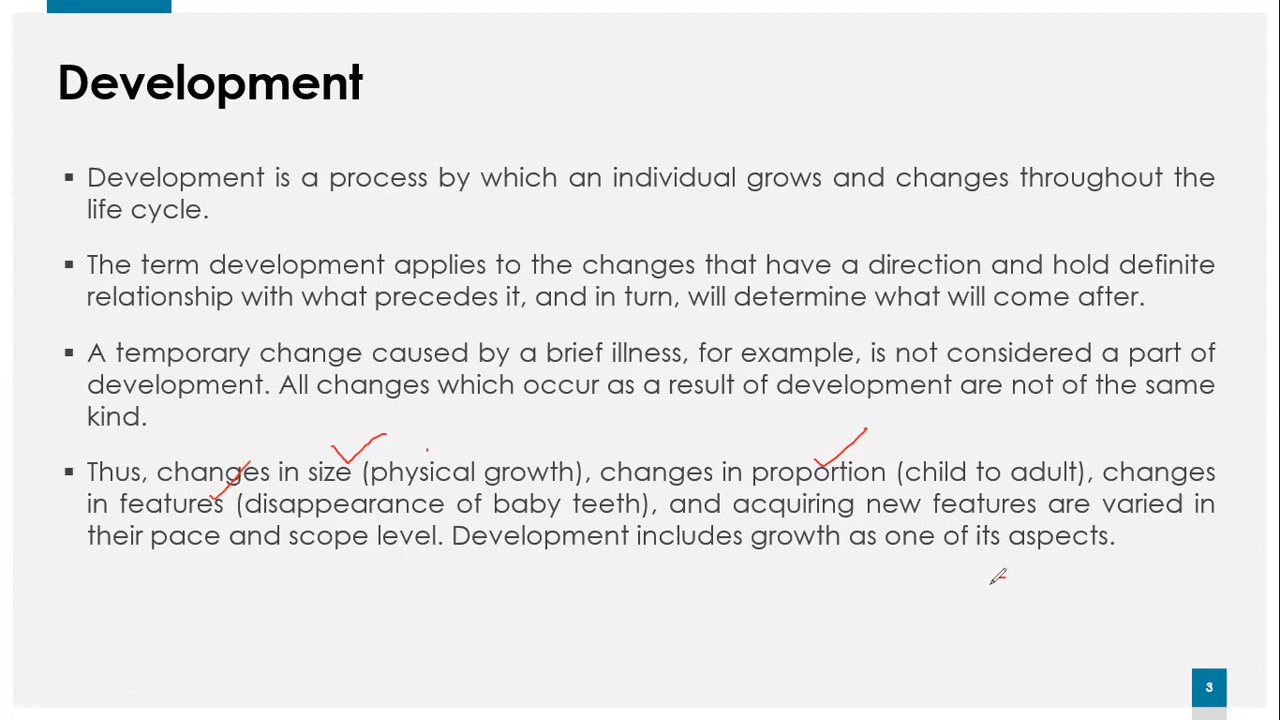 Development
▪ Development is a process by which an individual grows and changes throughout the
life cycle.
▪ The term development applies to the changes that have a direction and hold definite
relationship with what precedes it, and in turn, will determine what will come after.
▪ A temporary change caused by a brief illness, for example, is not considered a part of
development. All changes which occur as a result of development are not of the same
kind.
▪ Thus, changes in size (physical growth), changes in proportion (child to adult), changes
in features (disappearance of baby teeth), and acquiring new features are varied in
their pace and scope level. Development includes growth as one of its aspects.
3